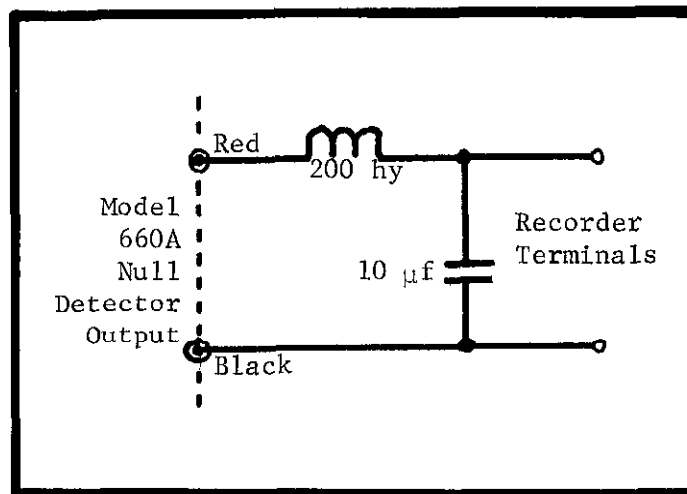 Red
200 hy
Model
660A
Null
Detector
Output
10 μf
Recorder
Terminals
Black